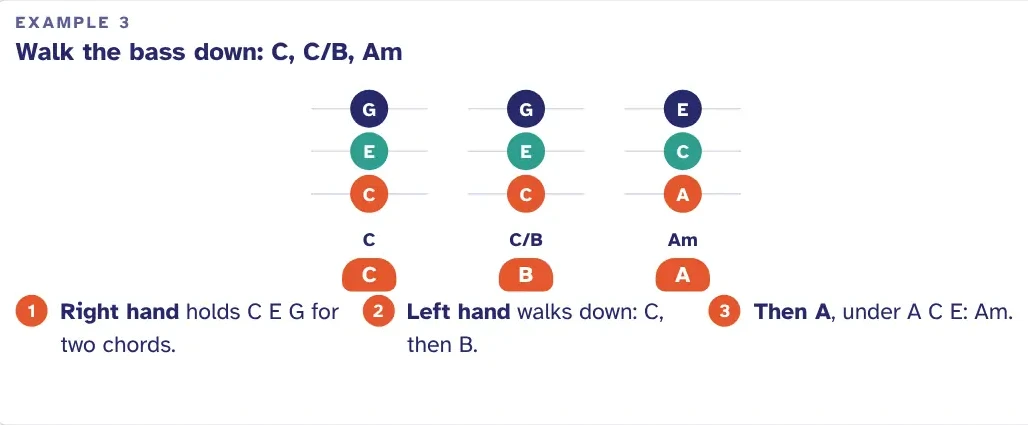 EXAMPLE 3
Walk the bass down: C, C/B, Am
G G E
E E C
C C A
C C/B Am
C B A
1 Right hand holds C E G for
two chords.
2 Left hand walks down: C,
then B.
3 Then A, under A C E: Am.